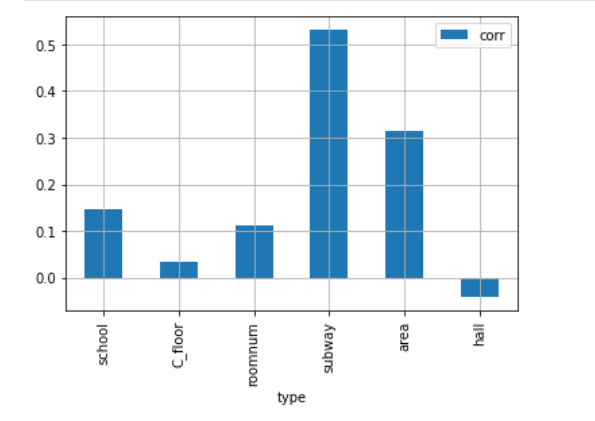 corr
0.5
0.4
0.3
0.2
0.1
0.0
school
C_floor
roomnum
subway
area
hall
type